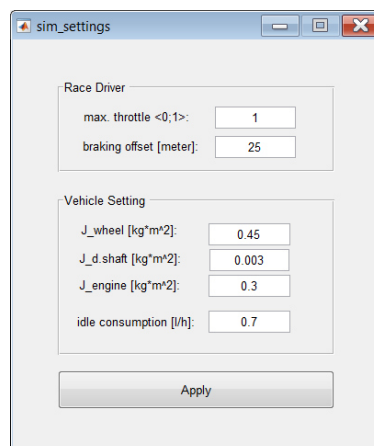 sim_settings
Race Driver
max. throttle <0;1>: 1
braking offset [meter]: 25
Vehicle Setting
J_wheel [kg*m^2]: 0.45
J_d.shaft [kg*m^2]: 0.003
J_engine [kg*m^2]: 0.3
idle consumption [l/h]: 0.7
Apply